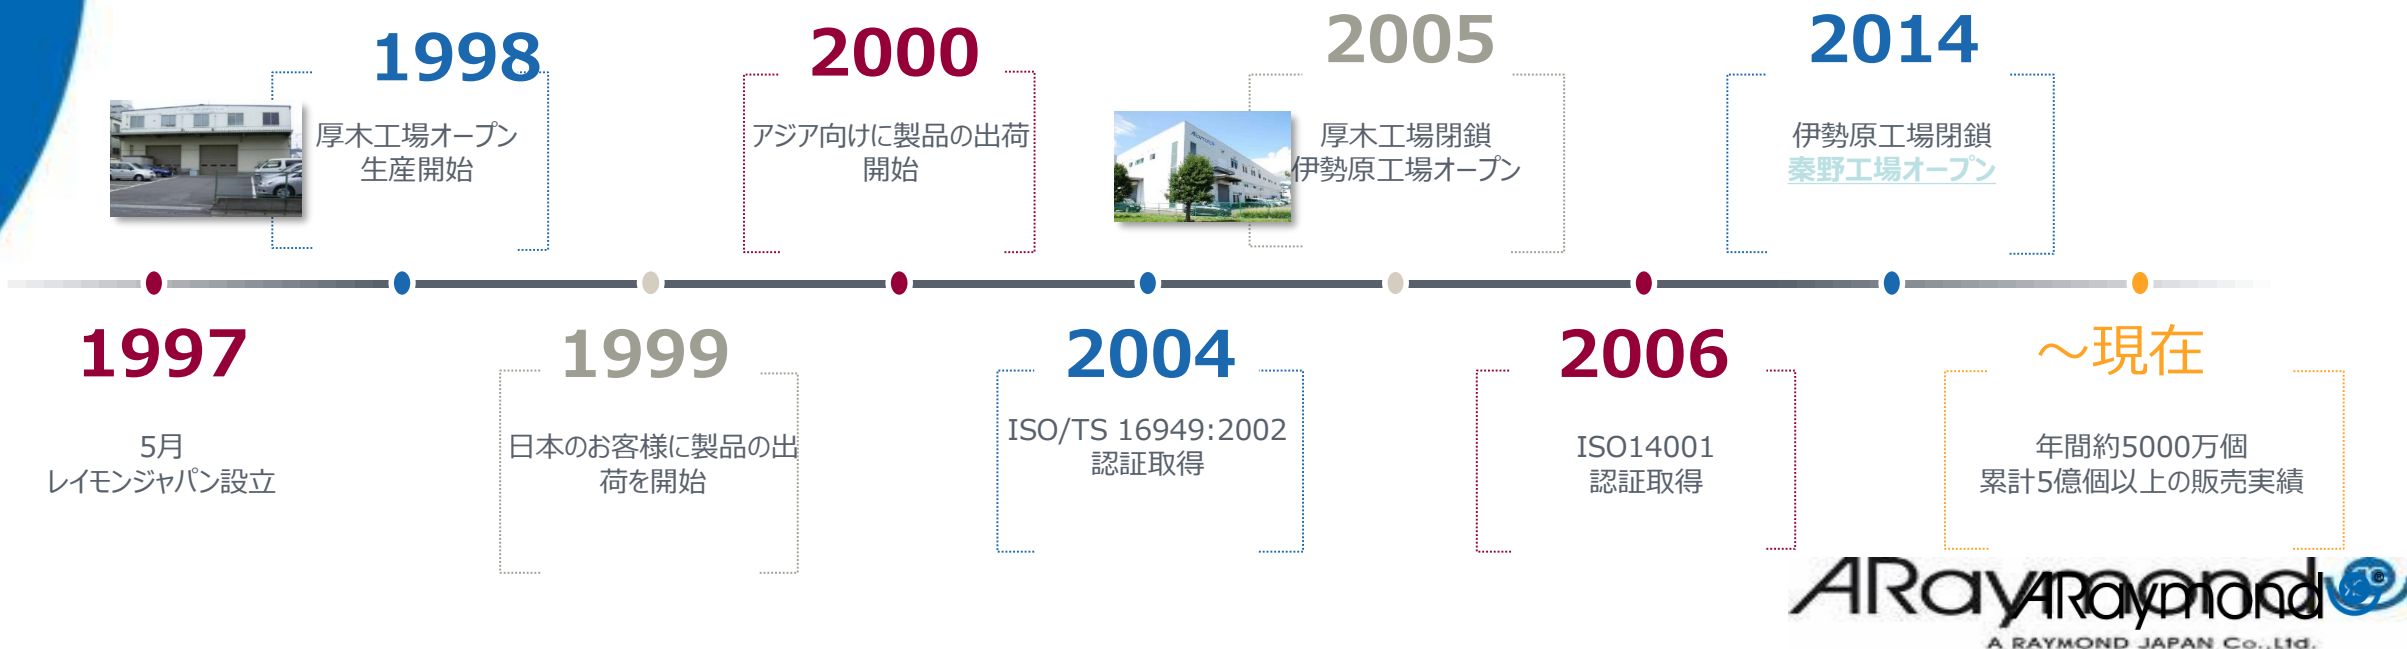 1998
厚木工場オープン
生産開始
2000
アジア向けに製品の出荷
開始
2005
厚木工場閉鎖
伊勢原工場オープン
2014
伊勢原工場閉鎖
秦野工場オープン
1997
5月
レイモンジャパン設立
1999
日本のお客様に製品の出
荷を開始
2004
ISO/TS 16949:2002
認証取得
2006
ISO14001
認証取得
～現在
年間約5000万個
累計5億個以上の販売実績
ARaymond
ARaymond
A RAYMOND JAPAN Co.,Ltd.